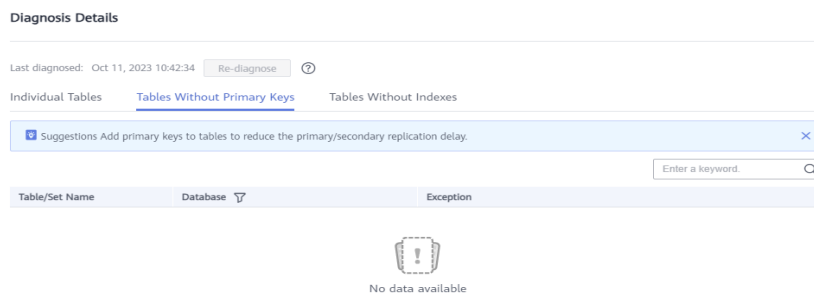 Diagnosis Details
Last diagnosed: Oct 11, 2023 10:42:34 Re-diagnose ?
Individual Tables Tables Without Primary Keys Tables Without Indexes
Suggestions Add primary keys to tables to reduce the primary/secondary replication delay.
Enter a keyword.
Table/Set Name Database Exception
No data available